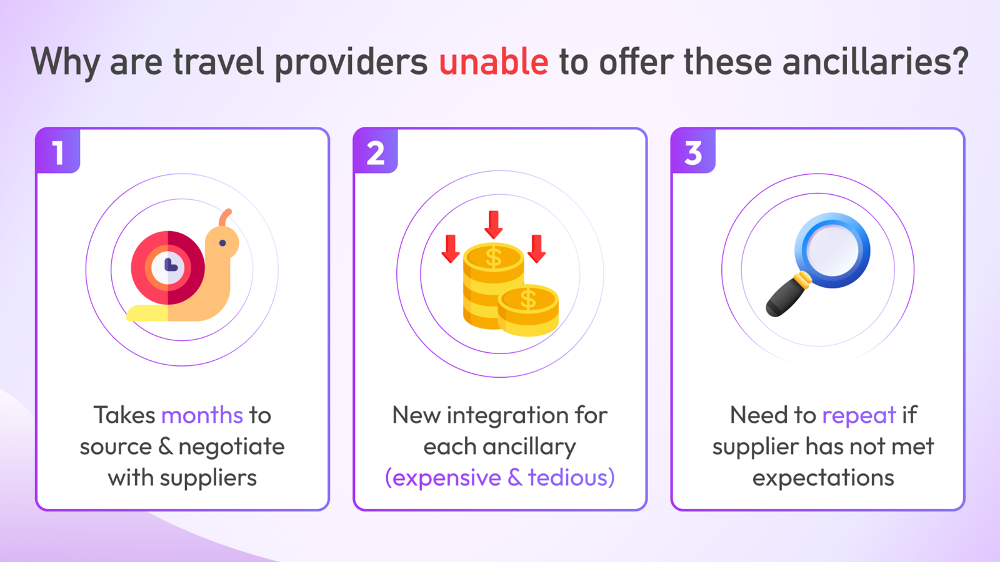 Why are travel providers unable to offer these ancillaries?
1
Takes months to
source & negotiate
with suppliers
2
$
$
New integration for
each ancillary
(expensive & tedious)
3
Need to repeat if
supplier has not met
expectations